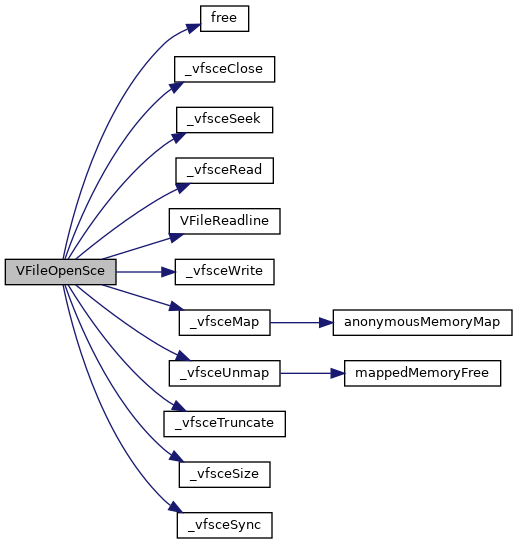 free
_vfsceClose
_vfsceSeek
_vfsceRead
VFileReadline
VFileOpenSce
_vfsceWrite
_vfsceMap
anonymousMemoryMap
_vfsceUnmap
mappedMemoryFree
_vfsceTruncate
_vfsceSize
_vfsceSync